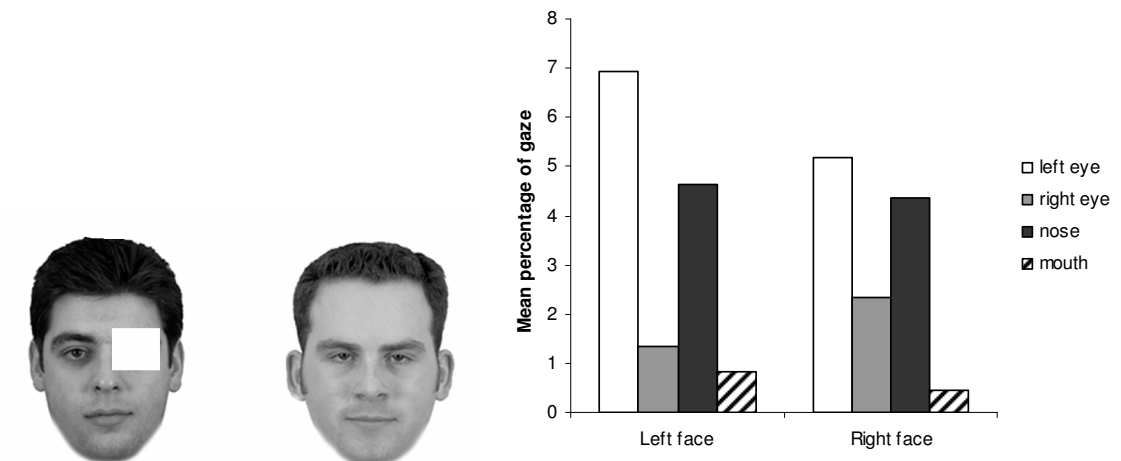 8
7
6
5
4
3
2
1
0
Mean percentage of gaze
Left face
Right face
left eye
right eye
nose
mouth